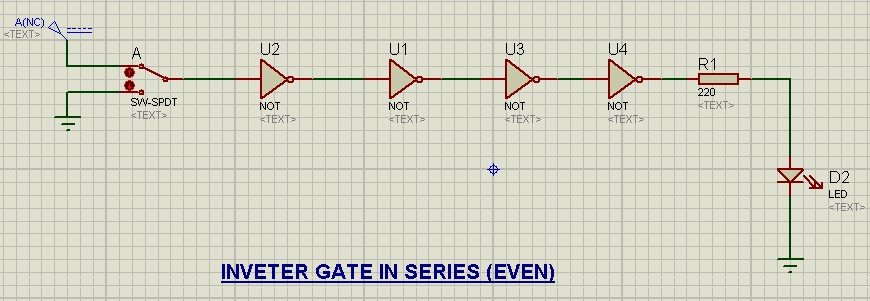 A(NC)
<TEXT>
A
SW-SPDT
<TEXT>
U2
NOT
<TEXT>
U1
NOT
<TEXT>
U3
NOT
<TEXT>
U4
NOT
<TEXT>
R1
220
<TEXT>
D2
LED
<TEXT>
INVETER GATE IN SERIES (EVEN)